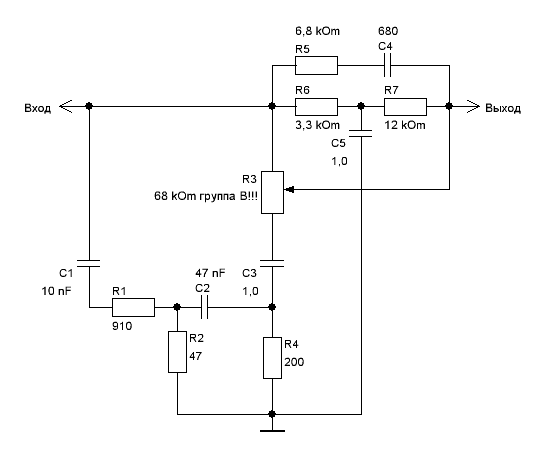 6,8 kOm
680
R5
C4
Вход
R6
R7
Выход
3,3 kOm
12 kOm
C5
1,0
R3
68 kOm группа В!!!
C1
10 nF
47 nF
C2
C3
1,0
R1
910
R2
47
R4
200